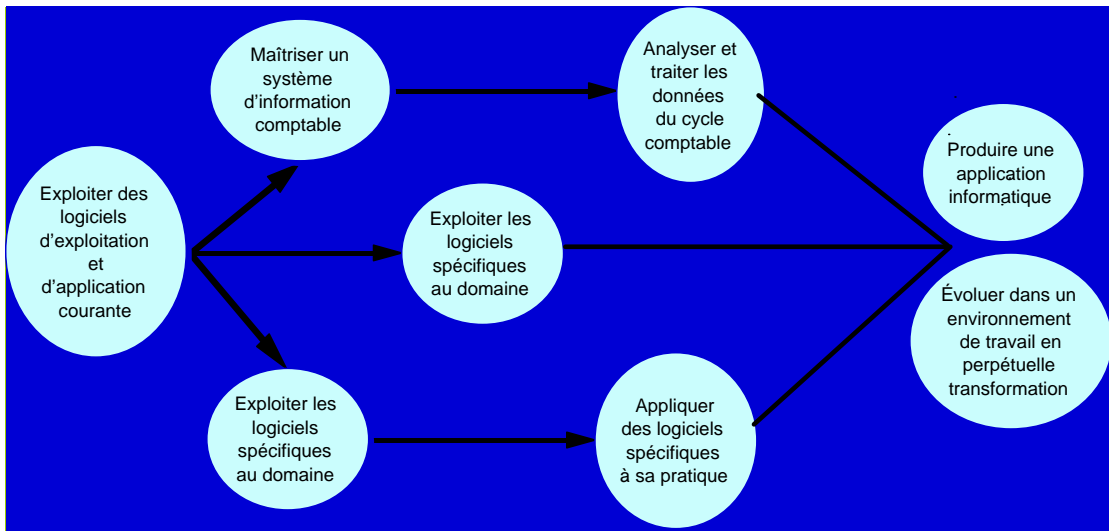 Exploiter des
logiciels
d'exploitation
et
d'application
courante
Maîtriser un
système
d'information
comptable
Analyser et
traiter les
données
du cycle
comptable
Exploiter les
logiciels
spécifiques
au domaine
Exploiter les
logiciels
spécifiques
au domaine
Appliquer
des logiciels
spécifiques
à sa pratique
Produire une
application
informatique
Évoluer dans un
environnement
de travail en
perpétuelle
transformation